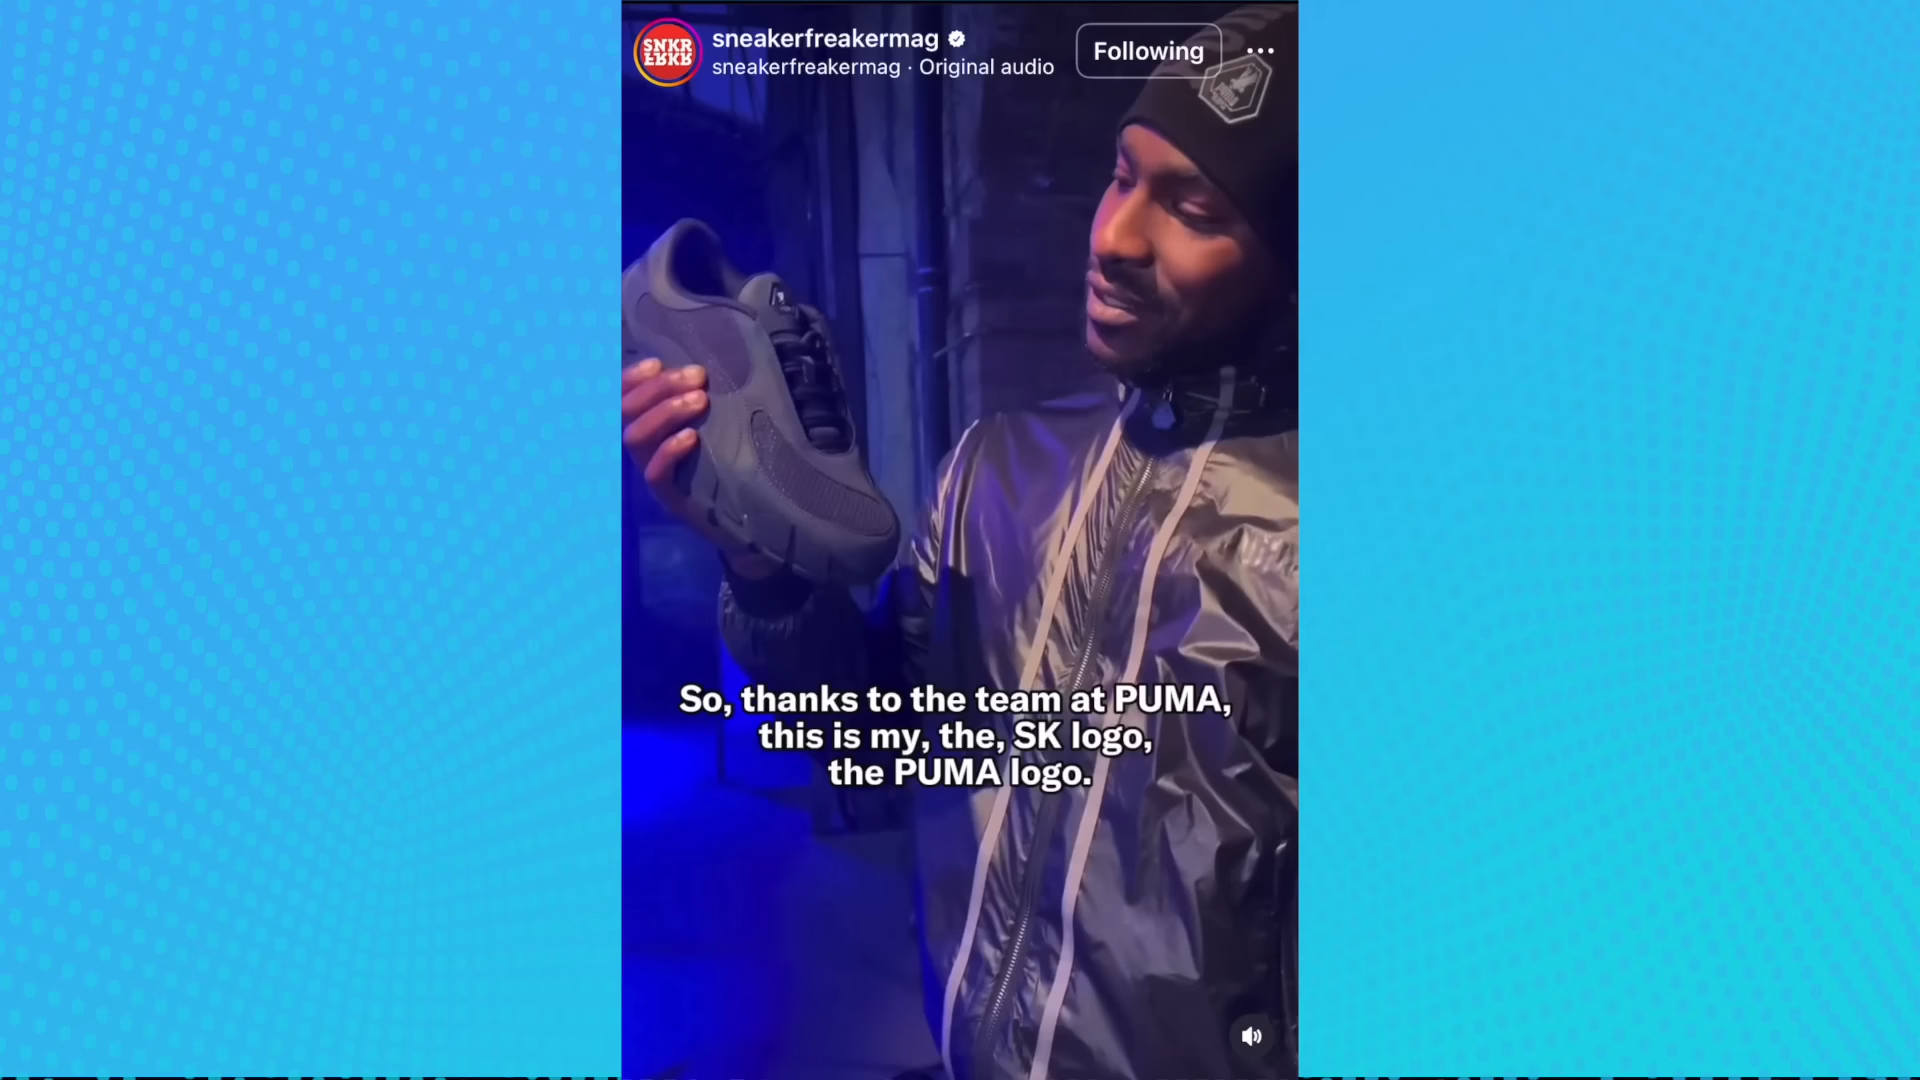 SNKR
FRKR
sneakerfreakermag
sneakerfreakermag · Original audio
Following
PUMA
So, thanks to the team at PUMA,
this is my, the, SK logo,
the PUMA logo.